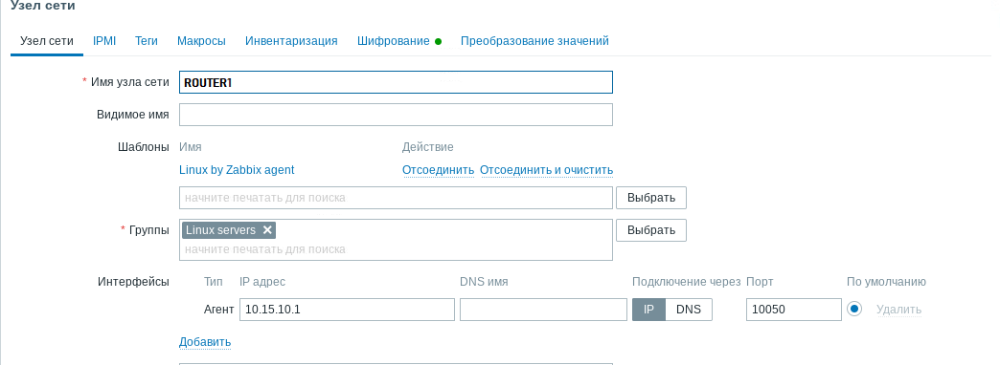 Узел сети
Узел сети IPMI Теги Макросы Инвентаризация Шифрование Преобразование значений
* Имя узла сети ROUTER1
Видимое имя
Шаблоны Имя Действие
Linux by Zabbix agent Отсоединить Отсоединить и очистить
начните печатать для поиска Выбрать
* Группы Linux servers ✕ Выбрать
начните печатать для поиска
Интерфейсы Тип IP адрес DNS имя Подключение через Порт По умолчанию
Агент 10.15.10.1 IP DNS 10050 Удалить
Добавить